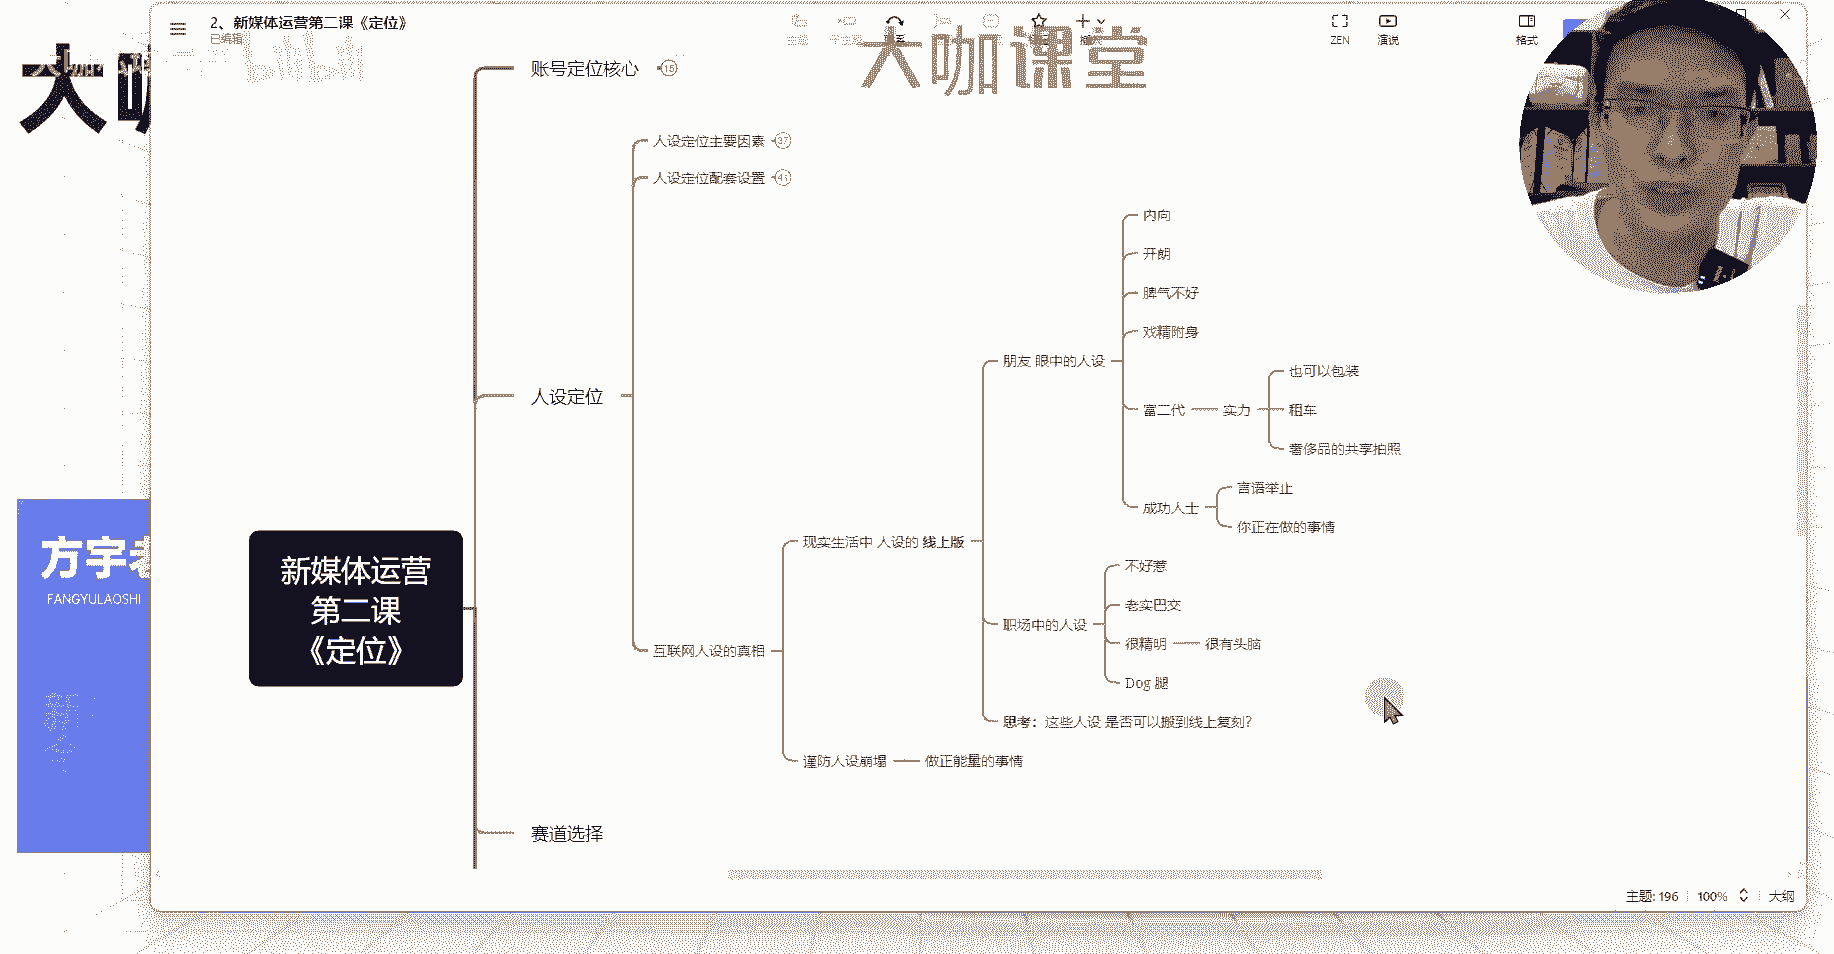 2、新媒体运营第二课《定位》
已编辑
bilibili
大咖课堂
ZEN
演说
格式
方宇老
FANGYULAOSHI
新媒体运营
第二课
《定位》
账号定位核心
15
人设定位
人设定位主要因素
37
人设定位配套设置
互联网人设的真相
现实生活中 人设的 线上版
朋友 眼中的人设
内向
开朗
脾气不好
戏精附身
富二代
实力
也可以包装
租车
奢侈品的共享拍照
成功人士
言语举止
你正在做的事情
职场中的人设
不好惹
老实巴交
很精明
很有头脑
Dog 腿
思考：这些人设 是否可以搬到线上复刻？
谨防人设崩塌
做正能量的事情
赛道选择
主题: 196
100%
大纲